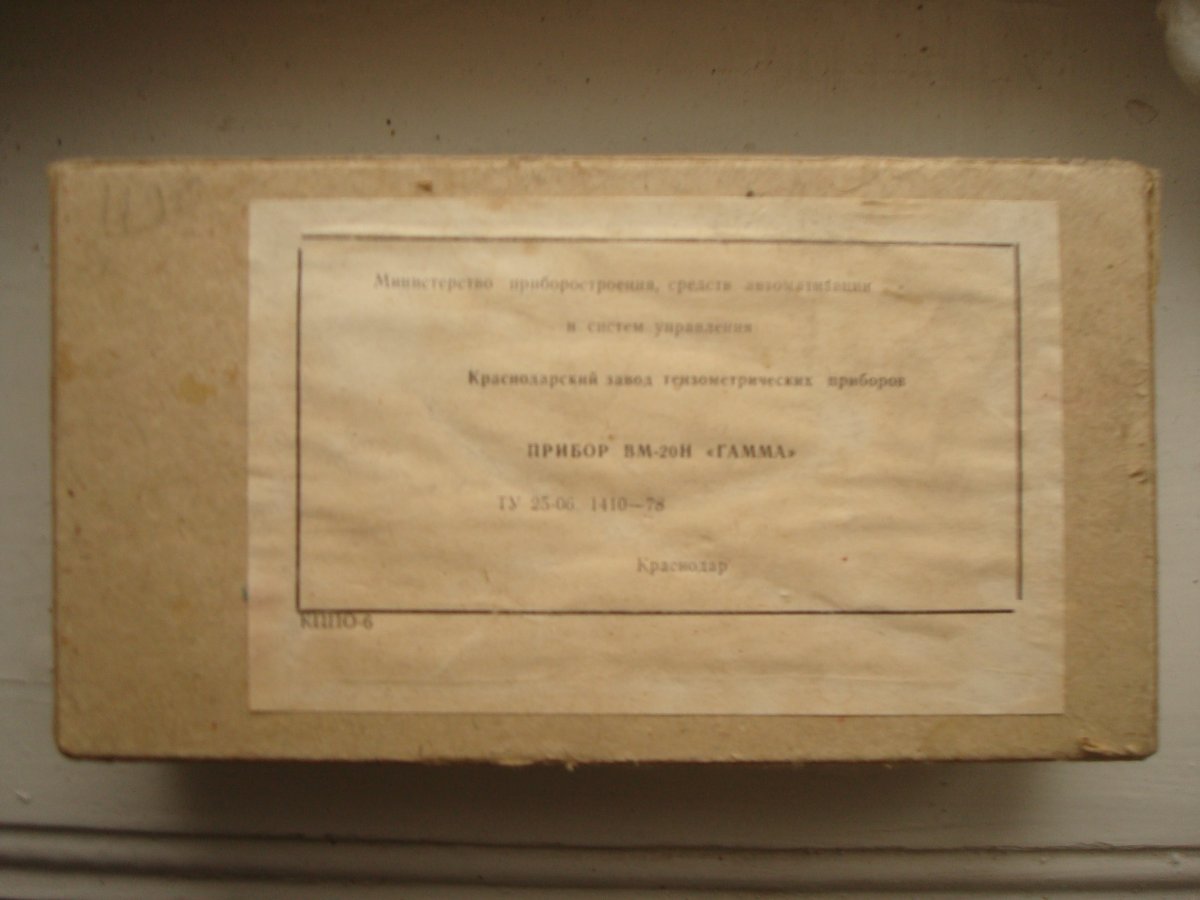 Министерство приборостроения, средств автоматизации
и систем управления
Краснодарский завод тензометрических приборов
ПРИБОР ВМ-20Н «ГАММА»
ТУ 25-06. 1410—78
Краснодар
КЦПО-6